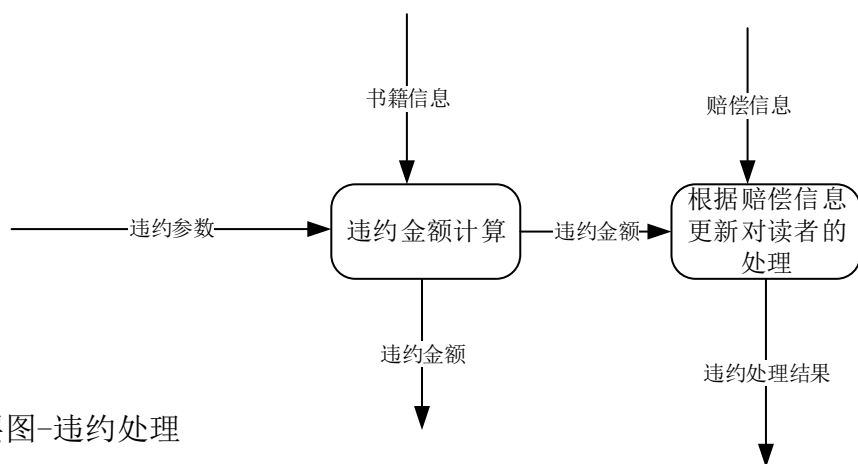 书籍信息
赔偿信息
违约参数
违约金额计算
违约金额
根据赔偿信息
更新对读者的
处理
违约金额
违约处理结果
图-违约处理